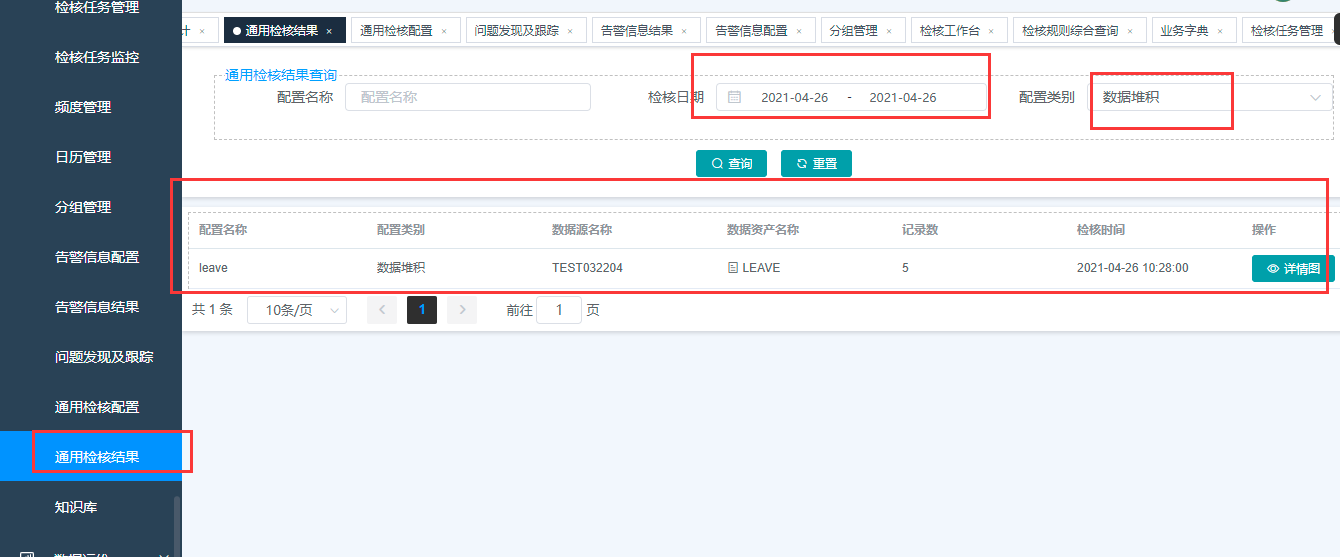 检核任务管理
检核任务监控
频度管理
日历管理
分组管理
告警信息配置
告警信息结果
问题发现及跟踪
通用检核配置
通用检核结果
知识库
计 × 通用检核结果 × 通用检核配置 × 问题发现及跟踪 × 告警信息结果 × 告警信息配置 × 分组管理 × 检核工作台 × 检核规则综合查询 × 业务字典 × 检核任务管理
通用检核结果查询
配置名称 配置名称 检核日期 2021-04-26 - 2021-04-26 配置类别 数据堆积
查询 重置
配置名称 配置类别 数据源名称 数据资产名称 记录数 检核时间 操作
leave 数据堆积 TEST032204 LEAVE 5 2021-04-26 10:28:00 详情图
共 1 条 10条/页 < 1 > 前往 1 页